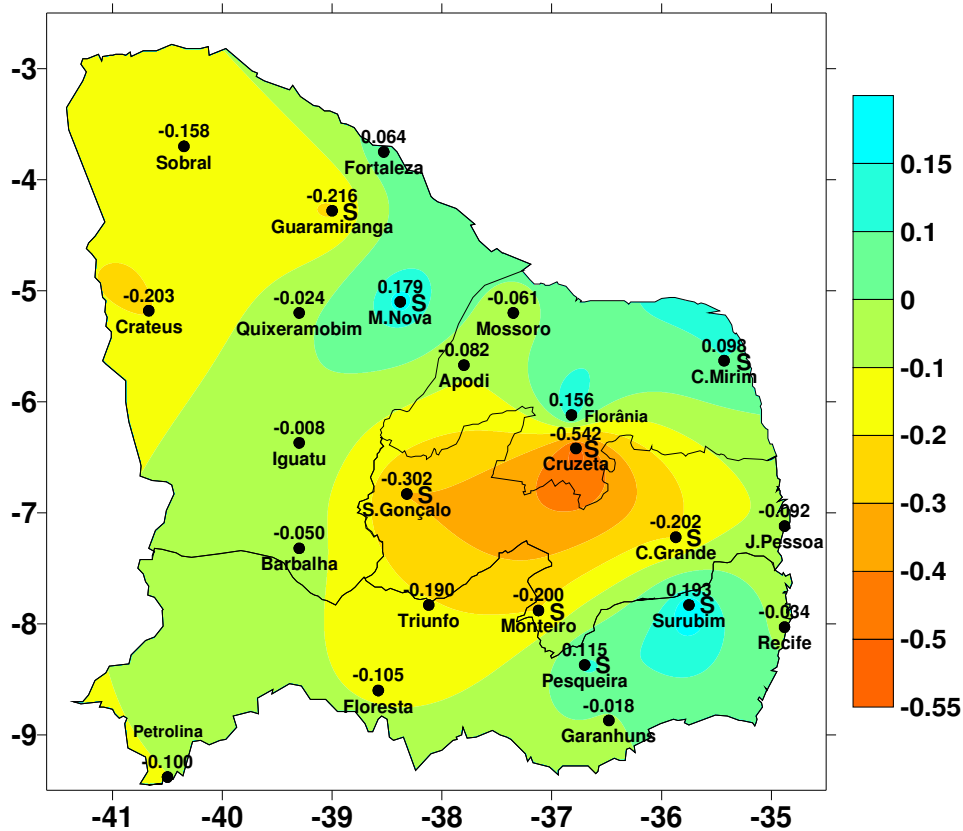 -3
-4
-5
-6
-7
-8
-9
-41
-40
-39
-38
-37
-36
-35
-0.158
Sobral
0.064
Fortaleza
-0.216
S
Guaramiranga
-0.203
Crateus
-0.024
Quixeramobim
0.179
S
M.Nova
-0.061
Mossoro
-0.082
Apodi
0.098
S
C.Mirim
0.156
Florânia
-0.542
S
Cruzeta
-0.008
Iguatu
-0.302
S
S.Gonçalo
-0.050
Barbalha
-0.202
S
C.Grande
-0.092
J.Pessoa
-0.190
Triunfo
-0.200
S
Monteiro
0.193
S
Surubim
-0.034
Recife
0.115
S
Pesqueira
-0.105
Floresta
-0.018
Garanhuns
Petrolina
-0.100
0.15
0.1
0
-0.1
-0.2
-0.3
-0.4
-0.5
-0.55